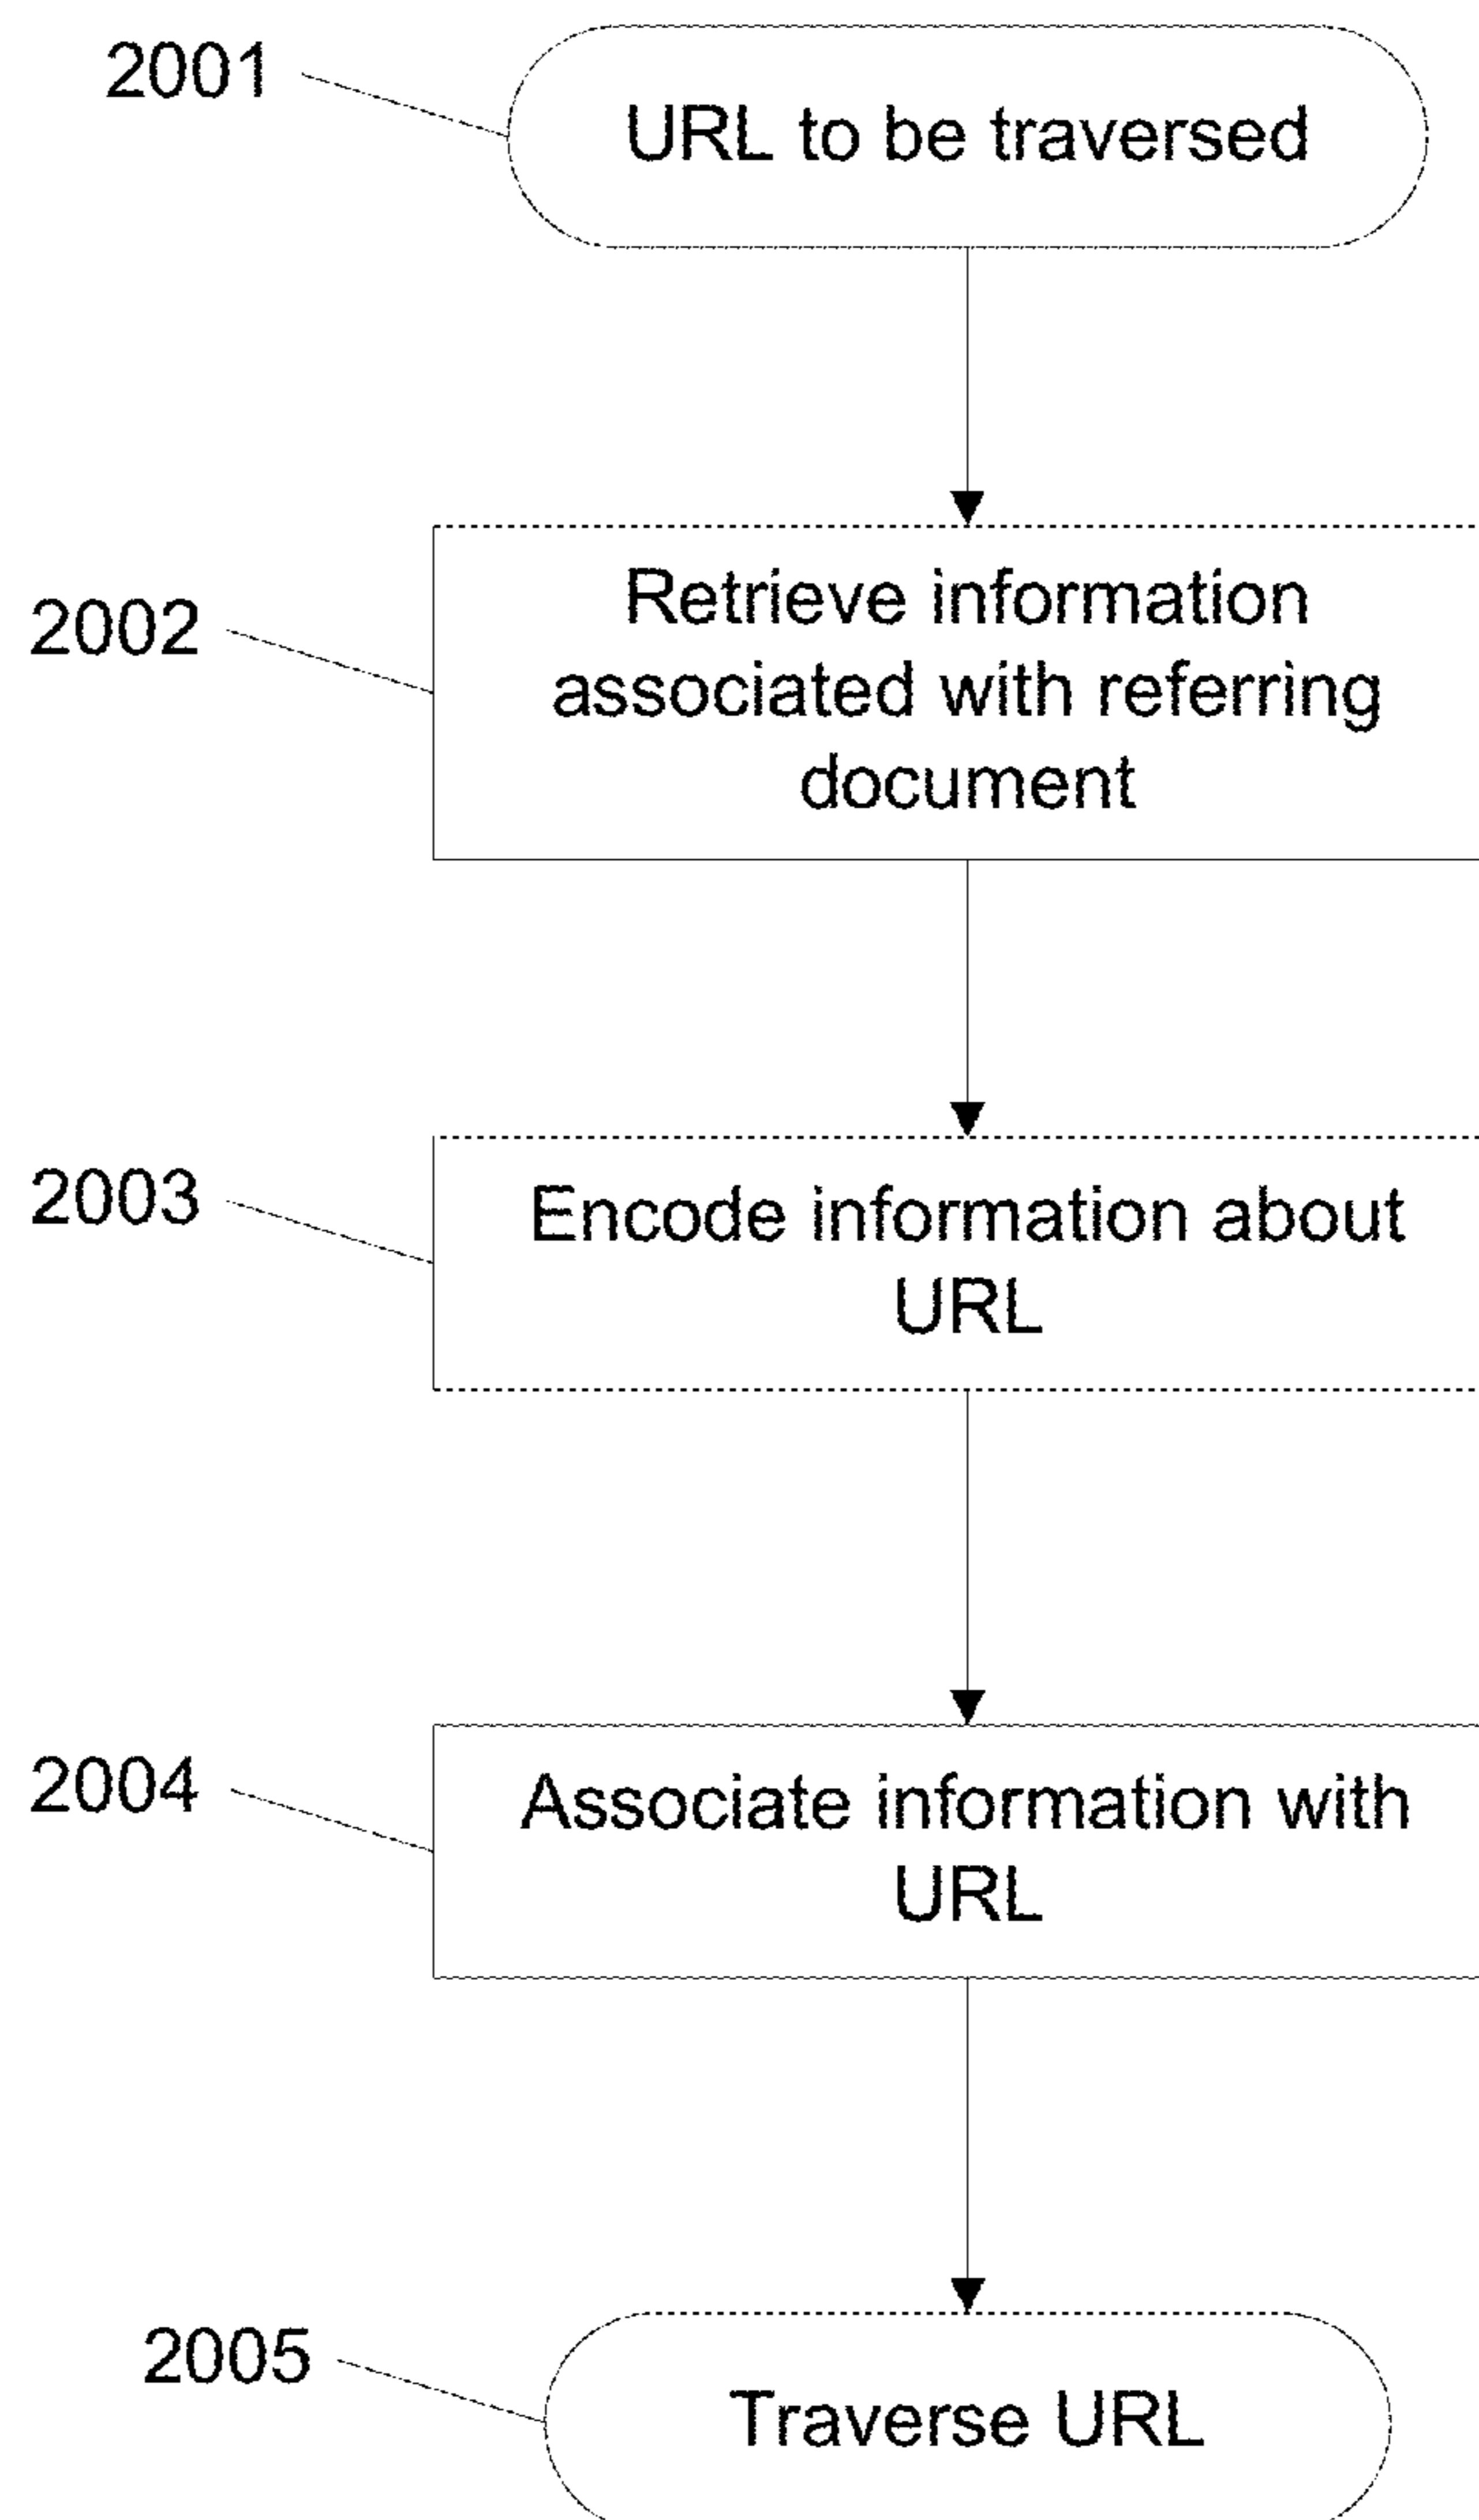 2001
URL to be traversed
2002
Retrieve information
associated with referring
document
2003
Encode information about
URL
2004
Associate information with
URL
2005
Traverse URL